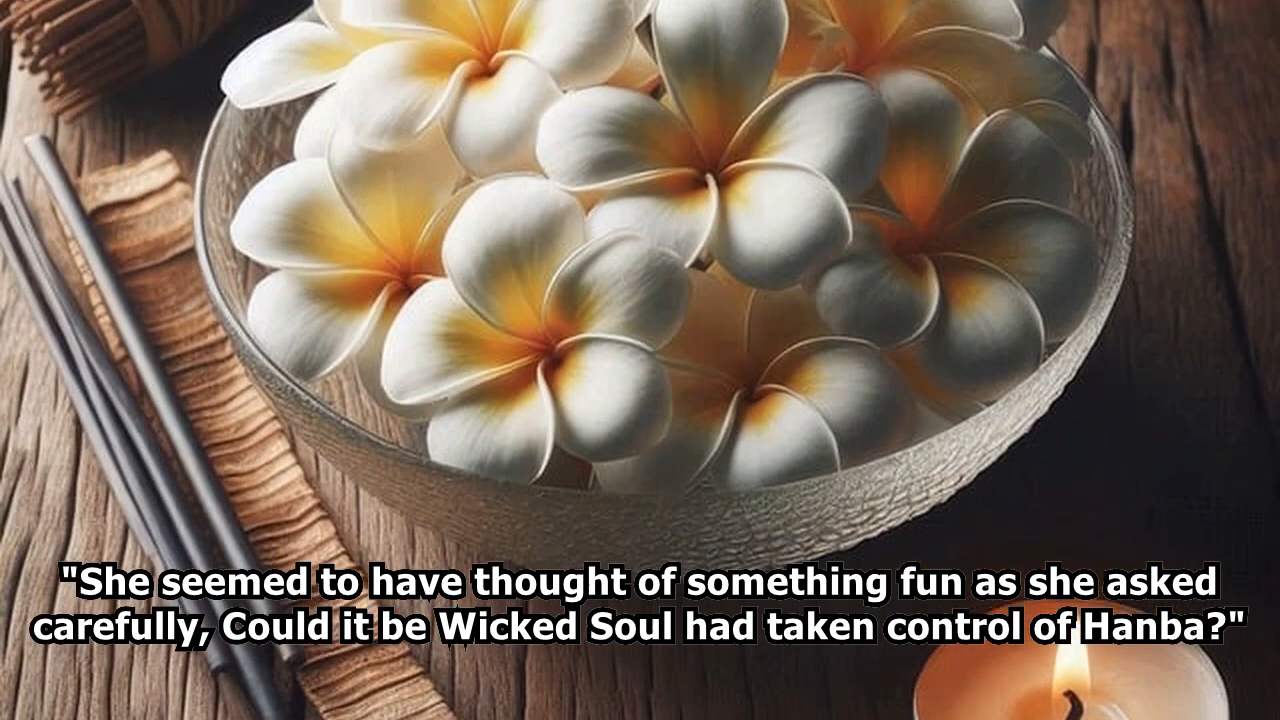 "She seemed to have thought of something fun as she asked
carefully, Could it be Wicked Soul had taken control of Hanba?"